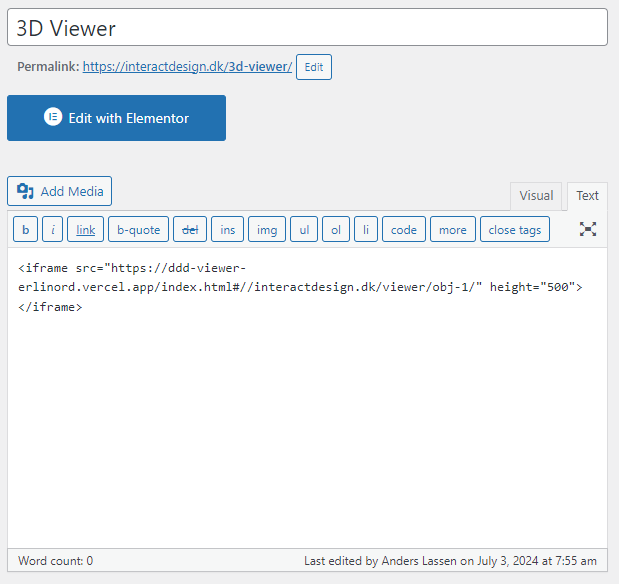 3D Viewer
Permalink: https://interactdesign.dk/3d-viewer/ Edit
Edit with Elementor
Add Media
Visual Text
b i link b-quote del ins img ul ol li code more close tags
<iframe src="https://ddd-viewer-
erlinord.vercel.app/index.html#//interactdesign.dk/viewer/obj-1/" height="500">
</iframe>
Word count: 0 Last edited by Anders Lassen on July 3, 2024 at 7:55 am